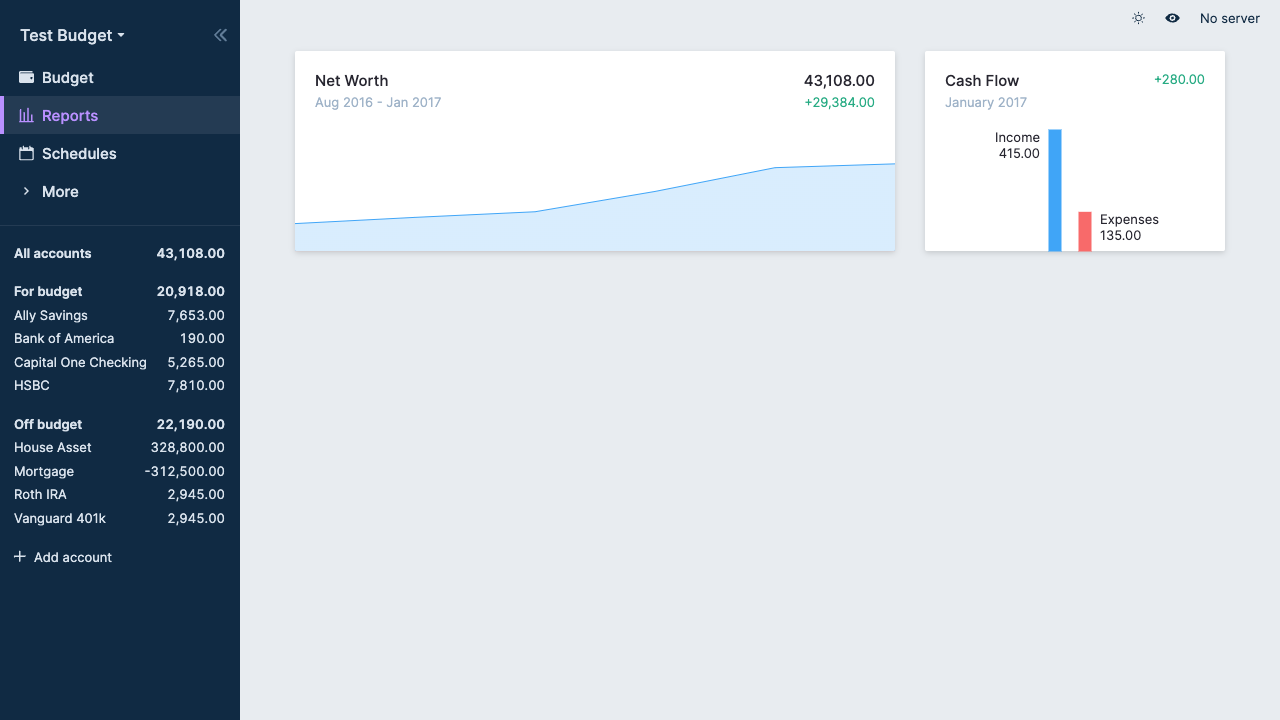 Test Budget
Budget
Reports
Schedules
More
All accounts 43,108.00
For budget 20,918.00
Ally Savings 7,653.00
Bank of America 190.00
Capital One Checking 5,265.00
HSBC 7,810.00
Off budget 22,190.00
House Asset 328,800.00
Mortgage -312,500.00
Roth IRA 2,945.00
Vanguard 401k 2,945.00
Add account
No server
Net Worth 43,108.00
Aug 2016 - Jan 2017 +29,384.00
Cash Flow +280.00
January 2017
Income
415.00
Expenses
135.00